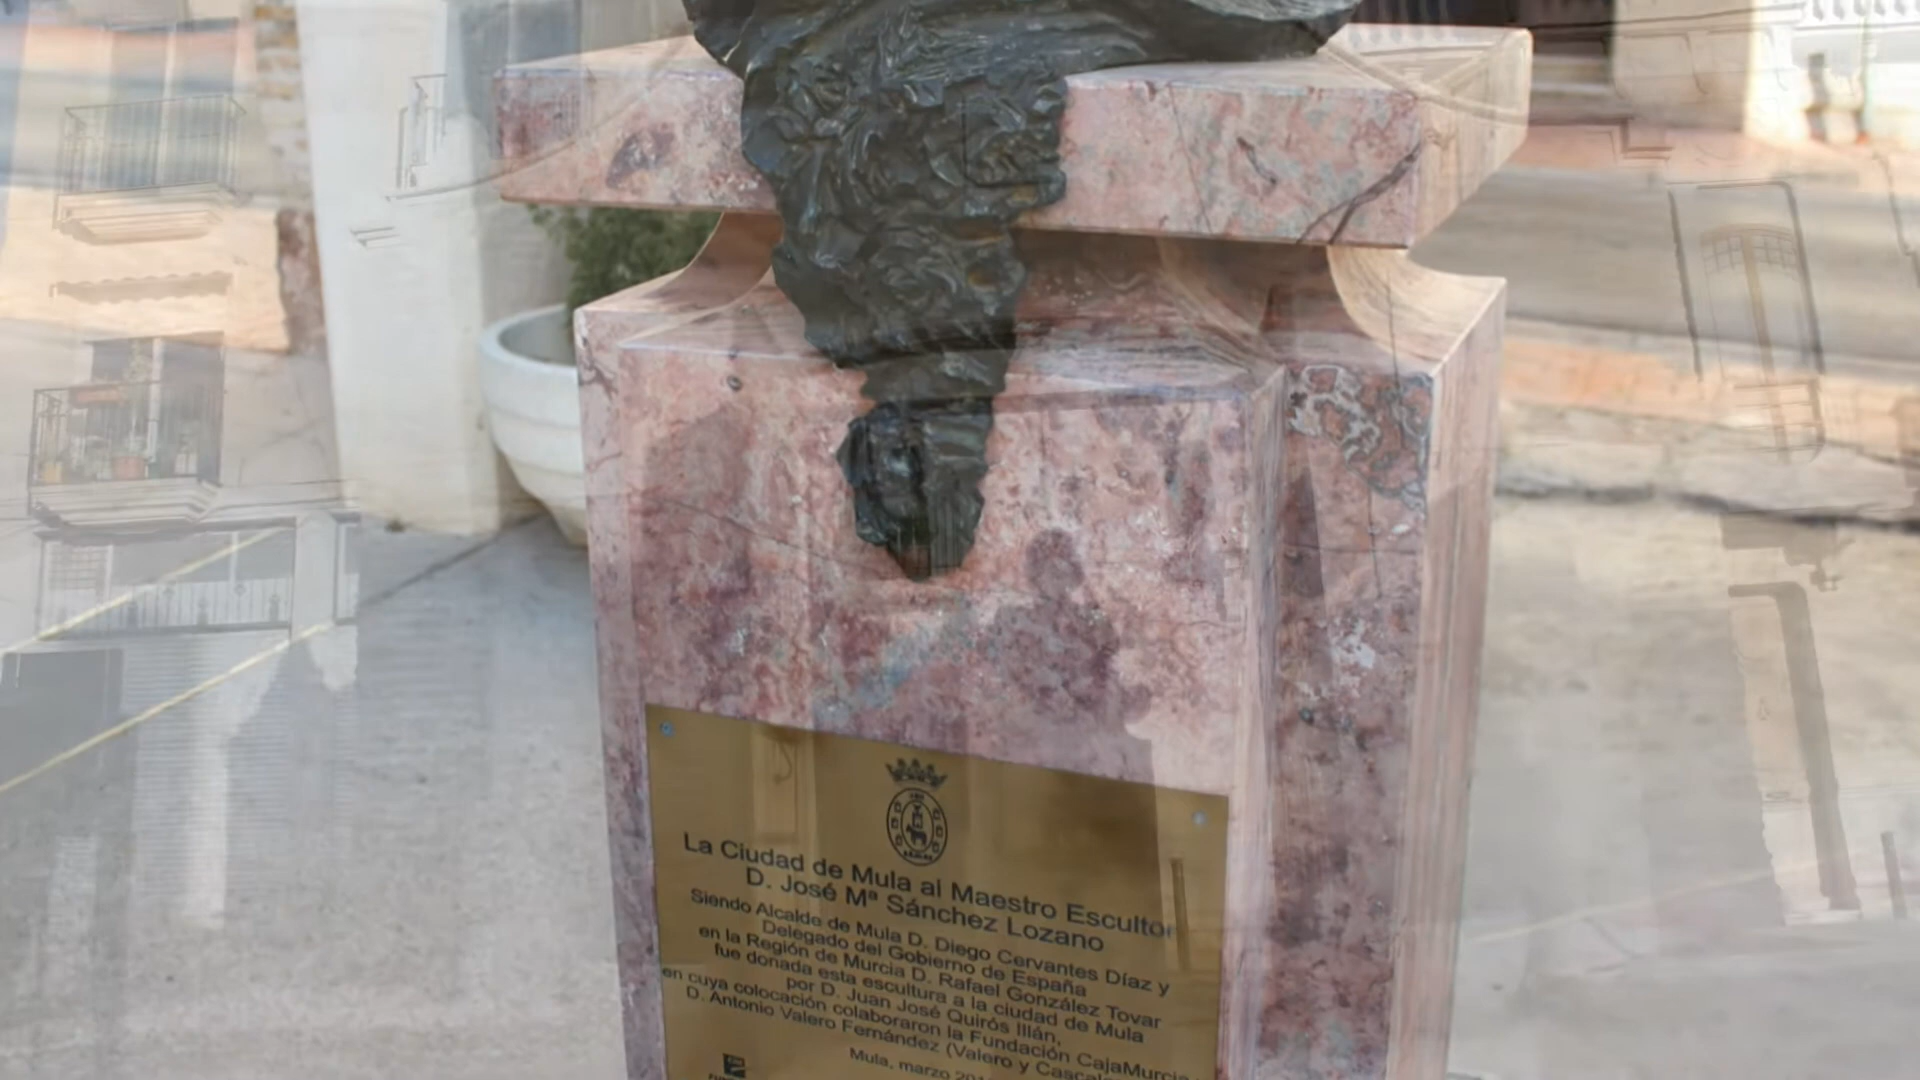 La Ciudad de Mula al Maestro Escultor
D. José Mª Sánchez Lozano
Siendo Alcalde de Mula D. Diego Cervantes Díaz y
Delegado del Gobierno de España
en la Región de Murcia D. Rafael González Tovar
fue donada esta escultura a la ciudad de Mula
por D. Juan José Quirós Illán,
en cuya colocación colaboraron la Fundación CajaMurcia
D. Antonio Valero Fernández (Valero y
Mula, marzo